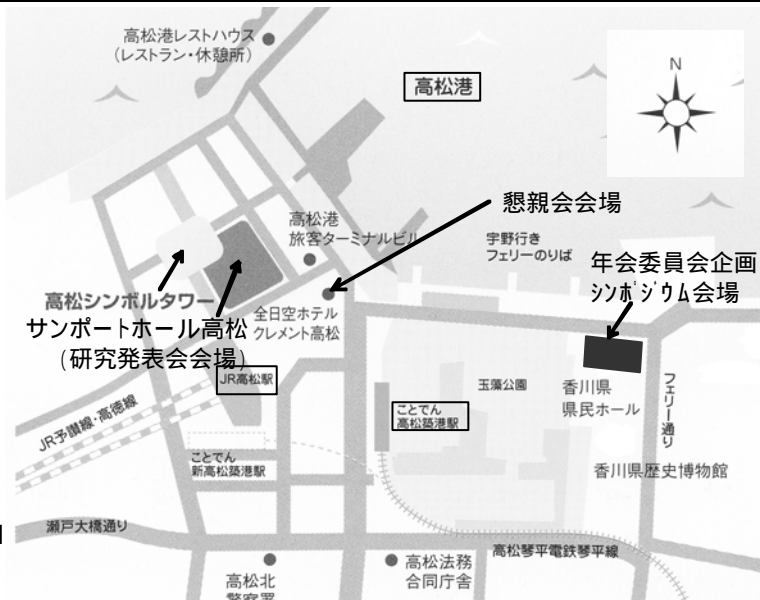 高松港レストハウス
(レストラン・休憩所)
高松港
N
懇親会会場
高松港
旅客ターミナルビル
宇野行き
フェリーのりば
年会委員会企画
ｼﾝﾎﾟｼﾞｳﾑ会場
高松シンボルタワー
サンポートホール高松
(研究発表会会場)
全日空ホテル
クレメント高松
JR高松駅
玉藻公園
香川県
県民ホール
フェリー通り
ことでん
高松築港駅
JR予讃線・高徳線
ことでん
新高松築港駅
香川県歴史博物館
瀬戸大橋通り
高松琴平電鉄琴平線
高松北
警察署
高松法務
合同庁舎